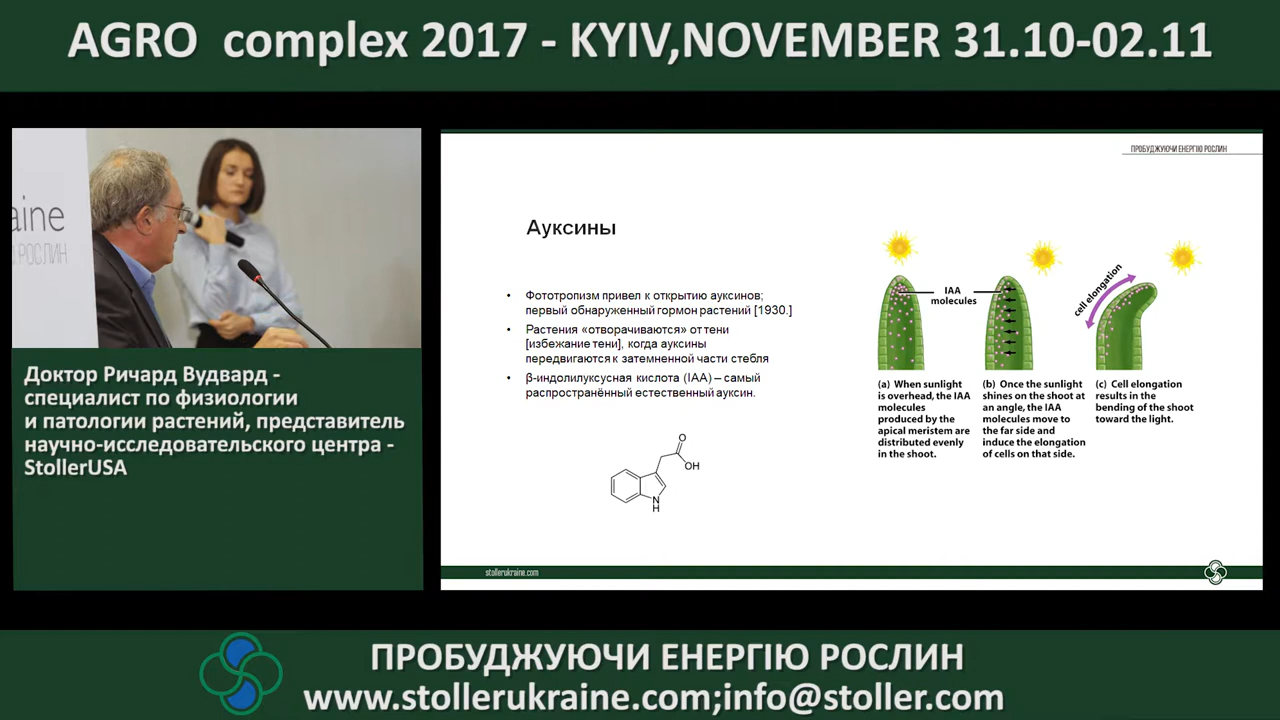 AGRO complex 2017 - KYIV,NOVEMBER 31.10-02.11
aine
РОСЛИН
Доктор Ричард Вудвард -
специалист по физиологии
и патологии растений, представитель
научно-исследовательского центра -
StollerUSA
ПРОБУДЖУЮЧИ ЕНЕРГІЮ РОСЛИН
Ауксины
• Фототропизм привел к открытию ауксинов;
первый обнаруженный гормон растений [1930.]
• Растения «отворачиваются» от тени
[избежание тени], когда ауксины
передвигаются к затемненной части стебля
• β-индолилуксусная кислота (IAA) – самый
распространённый естественный ауксин.
O
OH
N
H
IAA
molecules
cell elongation
(a) When sunlight
is overhead, the IAA
molecules
produced by the
apical meristem are
distributed evenly
in the shoot.
(b) Once the sunlight
shines on the shoot at
an angle, the IAA
molecules move to
the far side and
induce the elongation
of cells on that side.
(c) Cell elongation
results in the
bending of the shoot
toward the light.
stollerukraine.com
ПРОБУДЖУЮЧИ ЕНЕРГІЮ РОСЛИН
www.stollerukraine.com;info@stoller.com